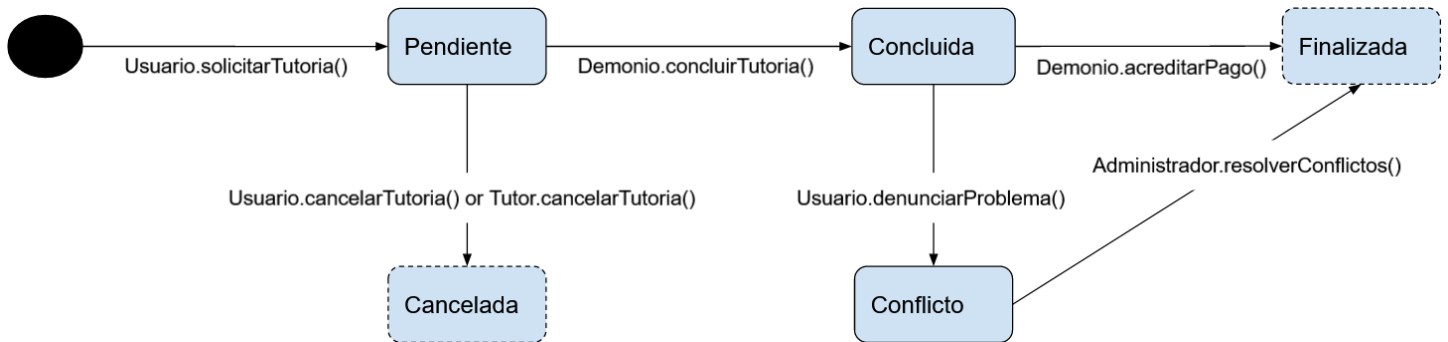 Pendiente
Concluida
Finalizada
Usuario.solicitarTutoria()
Demonio.concluirTutoria()
Demonio.acreditarPago()
Administrador.resolverConflictos()
Usuario.cancelarTutoria() or Tutor.cancelarTutoria()
Usuario.denunciarProblema()
Cancelada
Conflicto